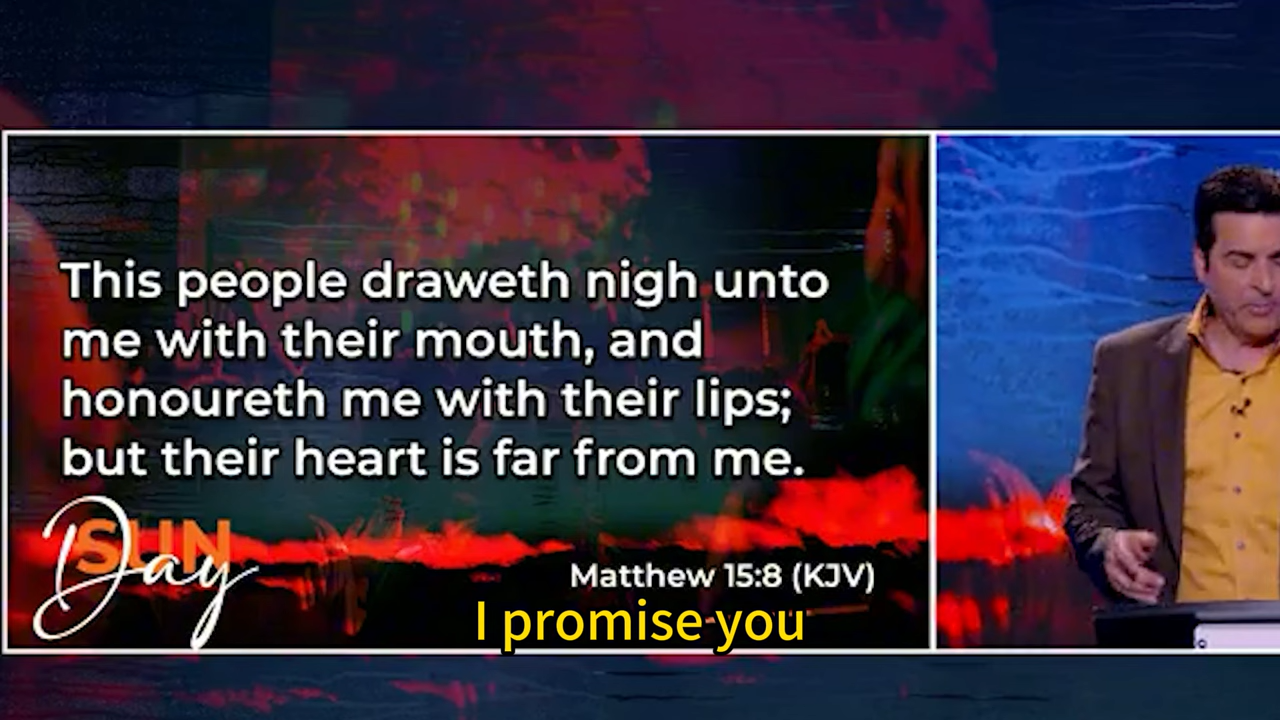 This people draweth nigh unto
me with their mouth, and
honoureth me with their lips;
but their heart is far from me.
SUN
Day
Matthew 15:8 (KJV)
I promise you